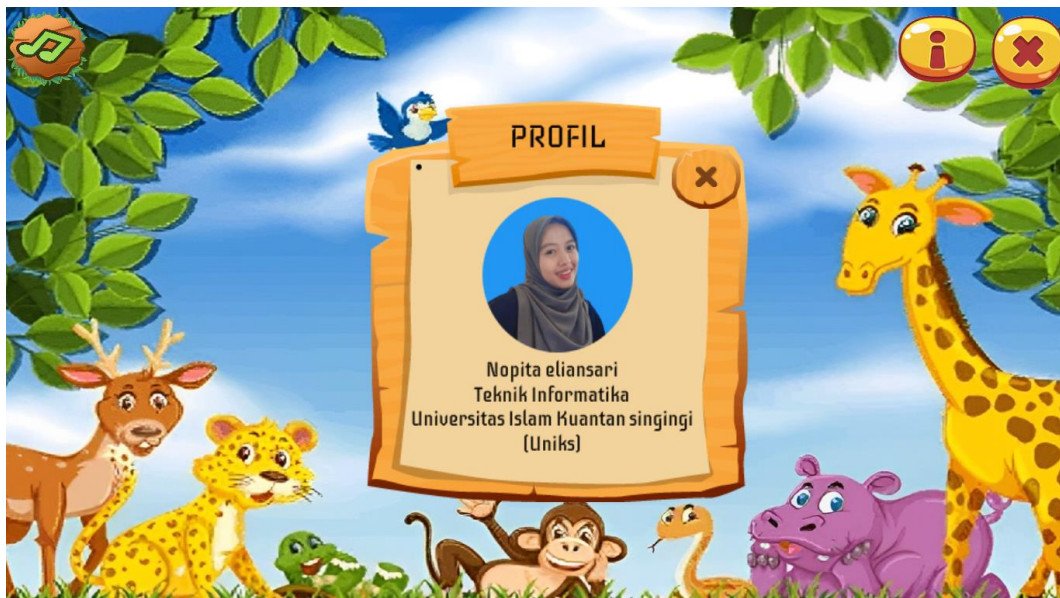 PROFIL
Nopita eliansari
Teknik Informatika
Universitas Islam Kuantan singingi
(Uniks)